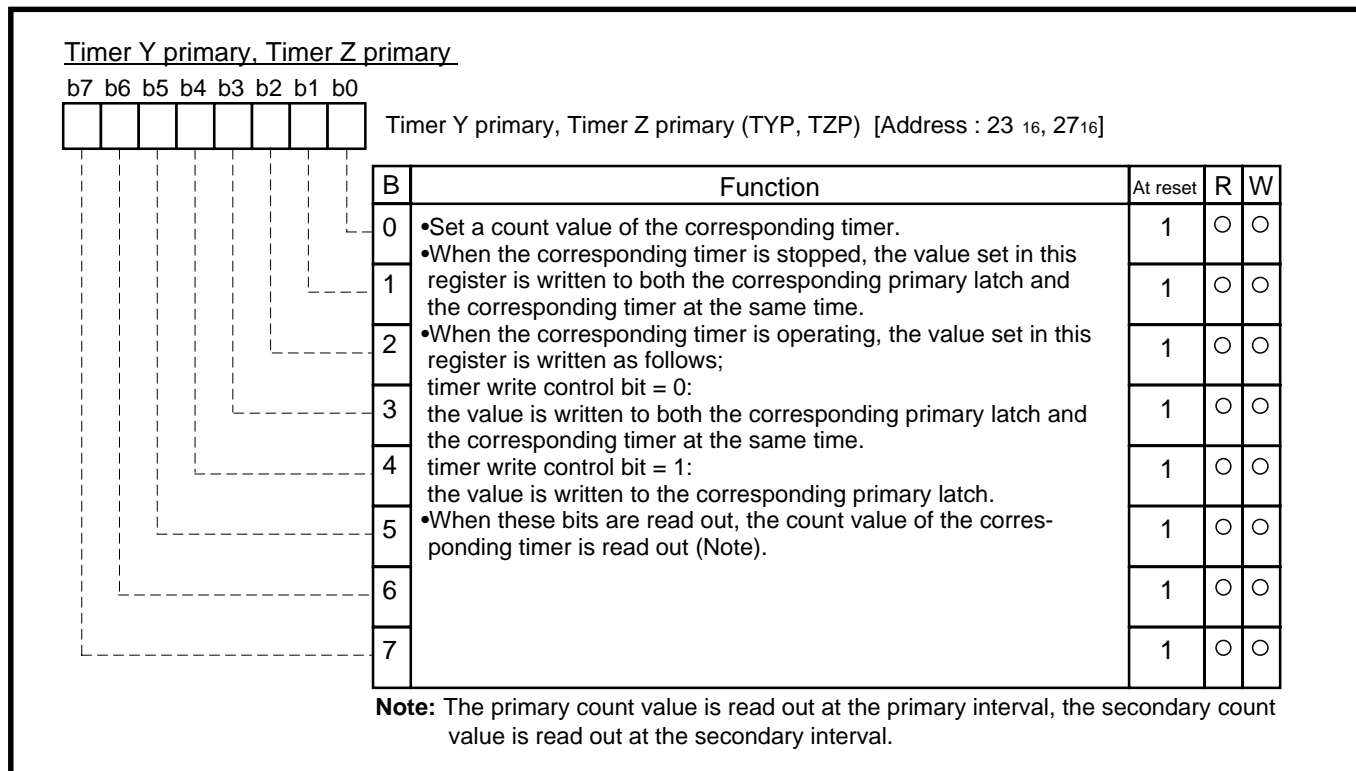 Timer Y primary, Timer Z primary
b7 b6 b5 b4 b3 b2 b1 b0
Timer Y primary, Timer Z primary (TYP, TZP) [Address : 23 16, 2716]
B Function At reset R W
0 •Set a count value of the corresponding timer. 1 ○ ○
•When the corresponding timer is stopped, the value set in this
1 register is written to both the corresponding primary latch and 1 ○ ○
the corresponding timer at the same time.
2 •When the corresponding timer is operating, the value set in this 1 ○ ○
register is written as follows;
timer write control bit = 0:
3 the value is written to both the corresponding primary latch and 1 ○ ○
the corresponding timer at the same time.
4 timer write control bit = 1: 1 ○ ○
the value is written to the corresponding primary latch.
5 •When these bits are read out, the count value of the corres- 1 ○ ○
ponding timer is read out (Note).
6 1 ○ ○
7 1 ○ ○
Note: The primary count value is read out at the primary interval, the secondary count
value is read out at the secondary interval.